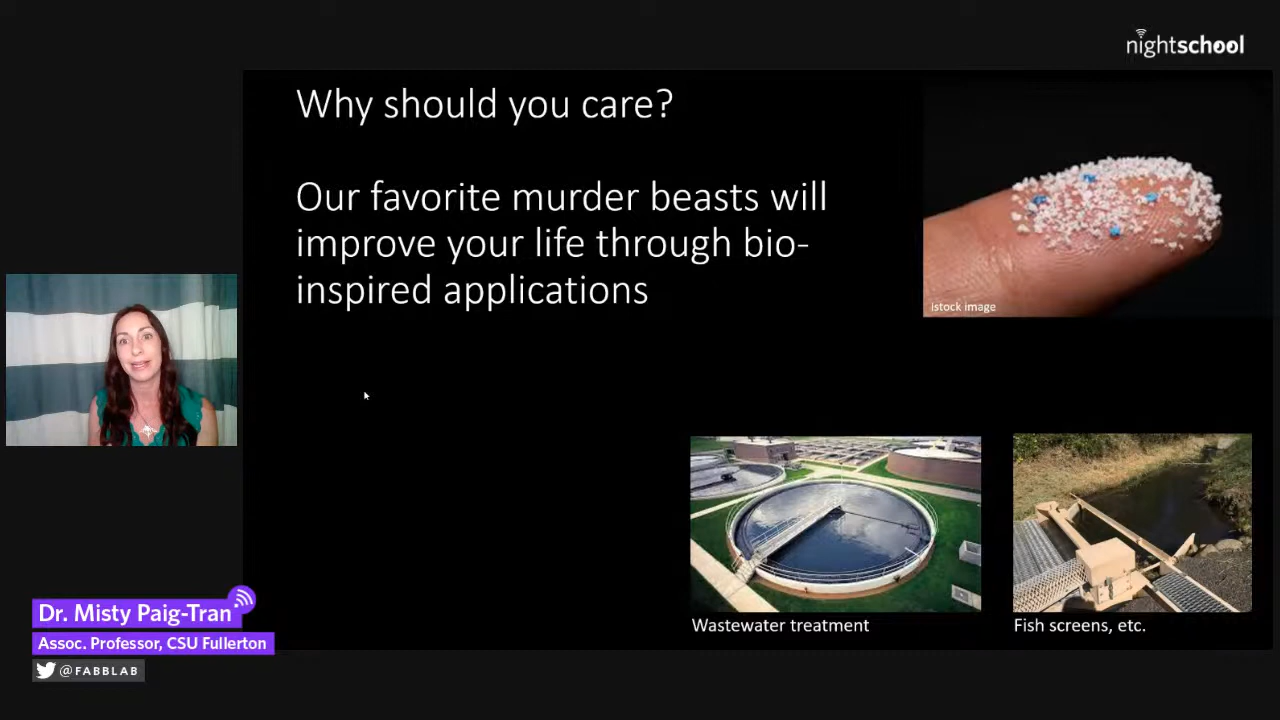 nightschool
Why should you care?
Our favorite murder beasts will
improve your life through bio-
inspired applications
istock image
Wastewater treatment
Fish screens, etc.
Dr. Misty Paig-Tran
Assoc. Professor, CSU Fullerton
@FABBLAB